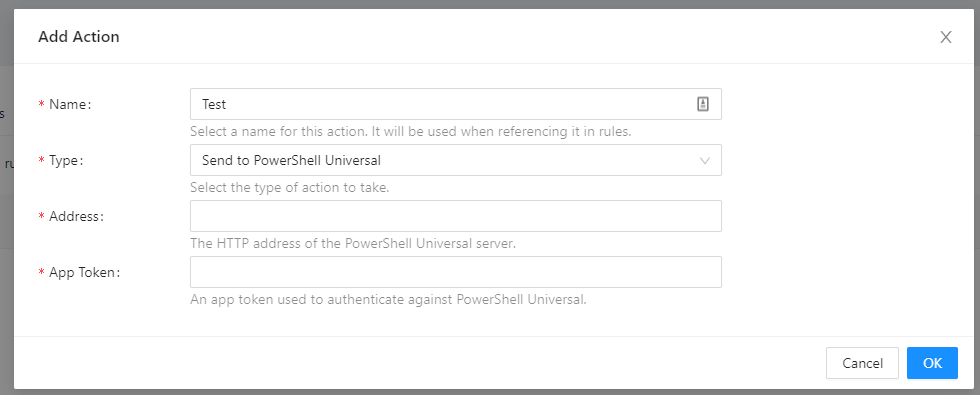 Add Action
s
* Name:
Test
Select a name for this action. It will be used when referencing it in rules.
ru
* Type:
Send to PowerShell Universal
Select the type of action to take.
* Address:
The HTTP address of the PowerShell Universal server.
* App Token:
An app token used to authenticate against PowerShell Universal.
Cancel
OK